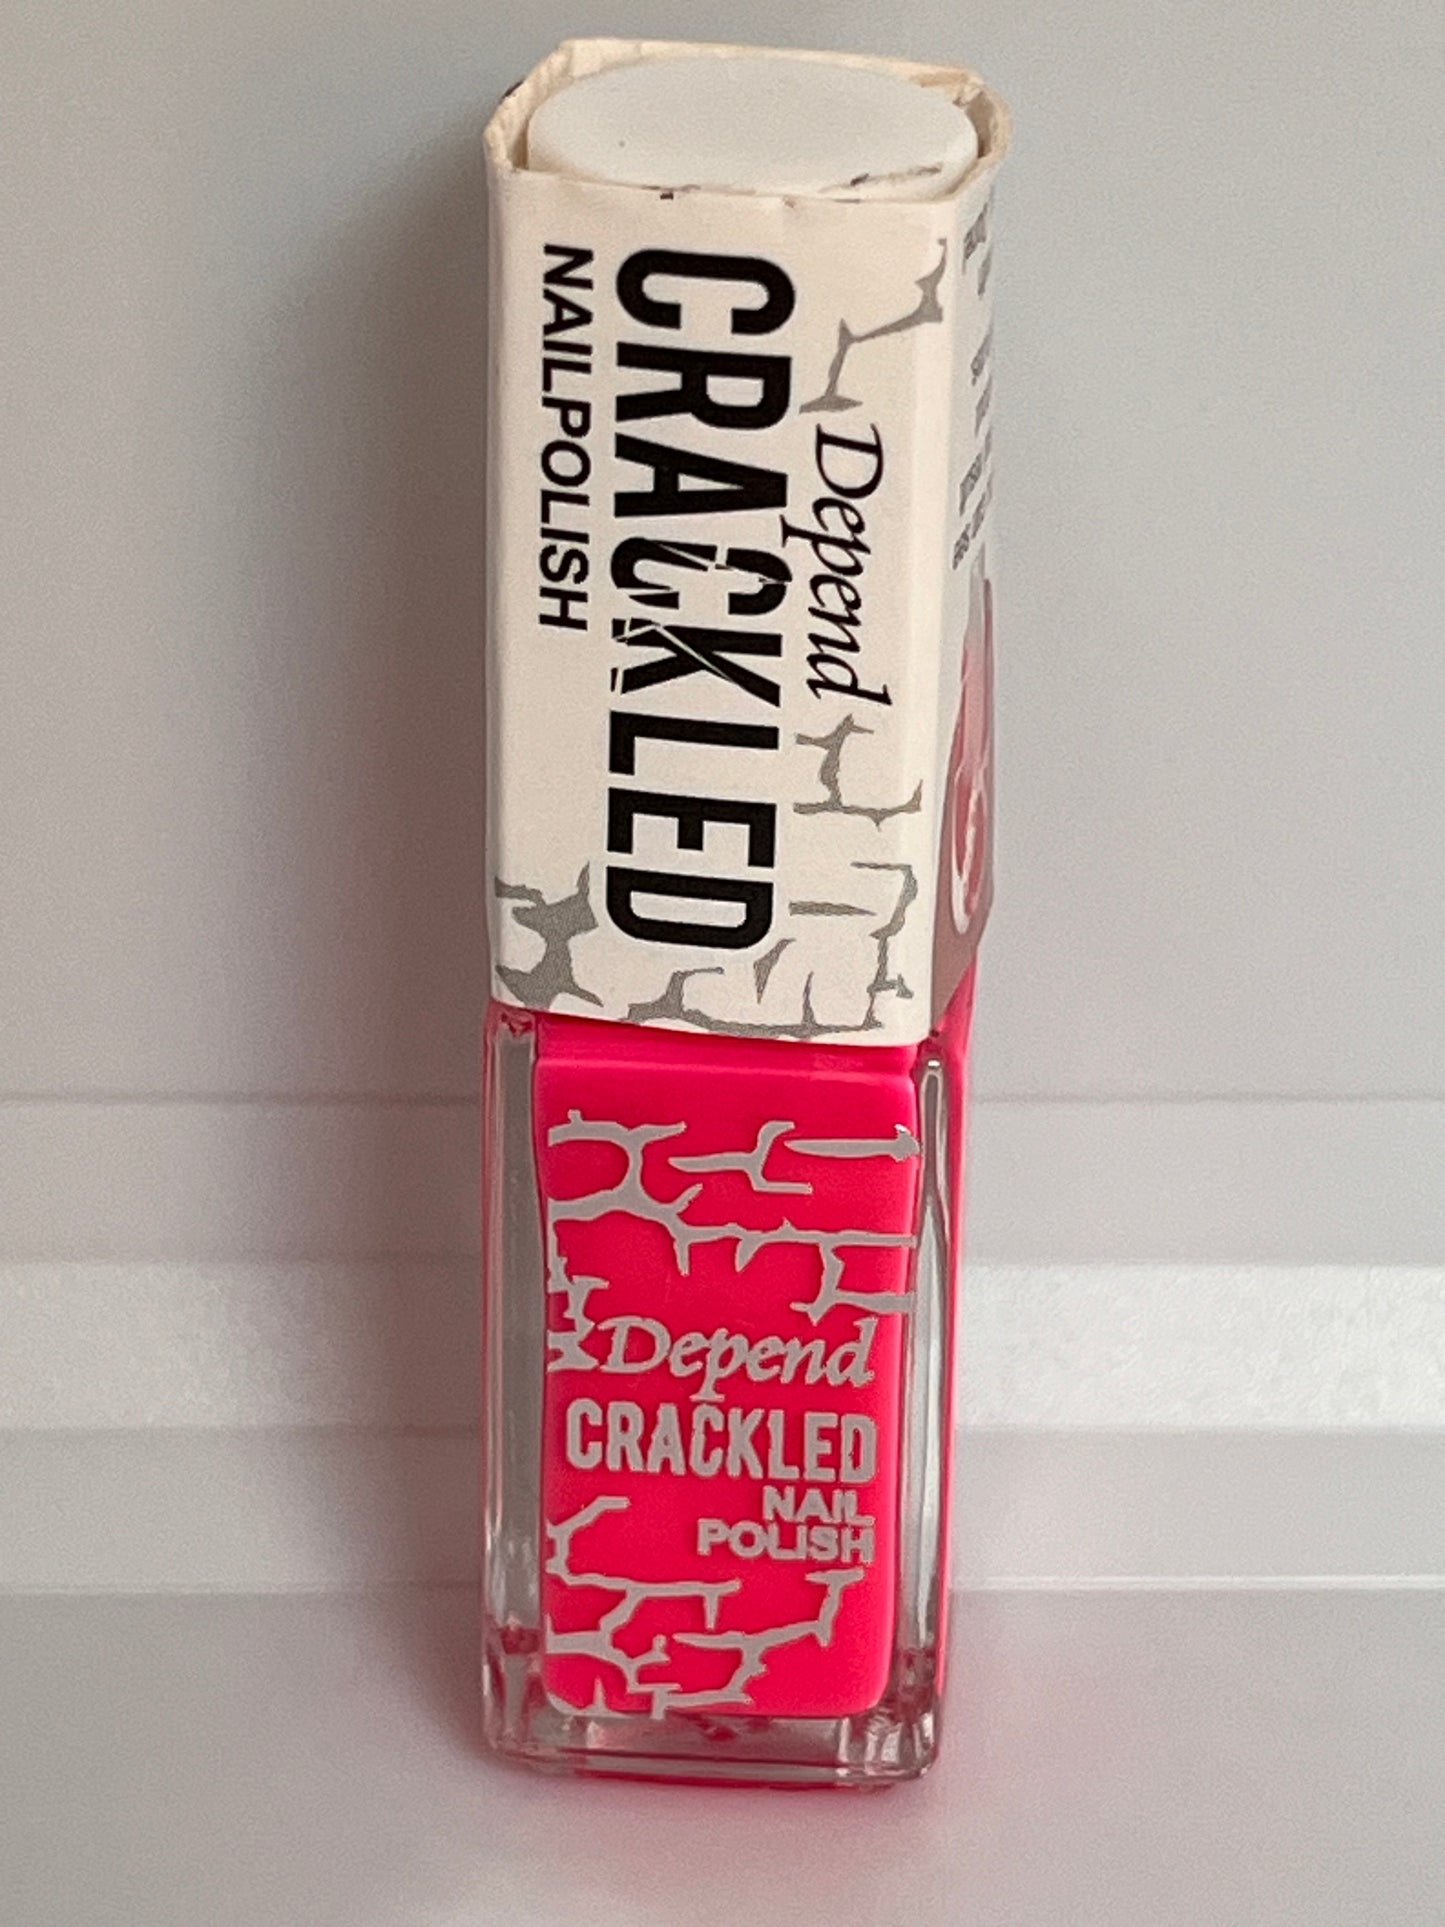 Depend
CRACKLED
NAILPOLISH
Depend
CRACKLED
NAIL
POLISH